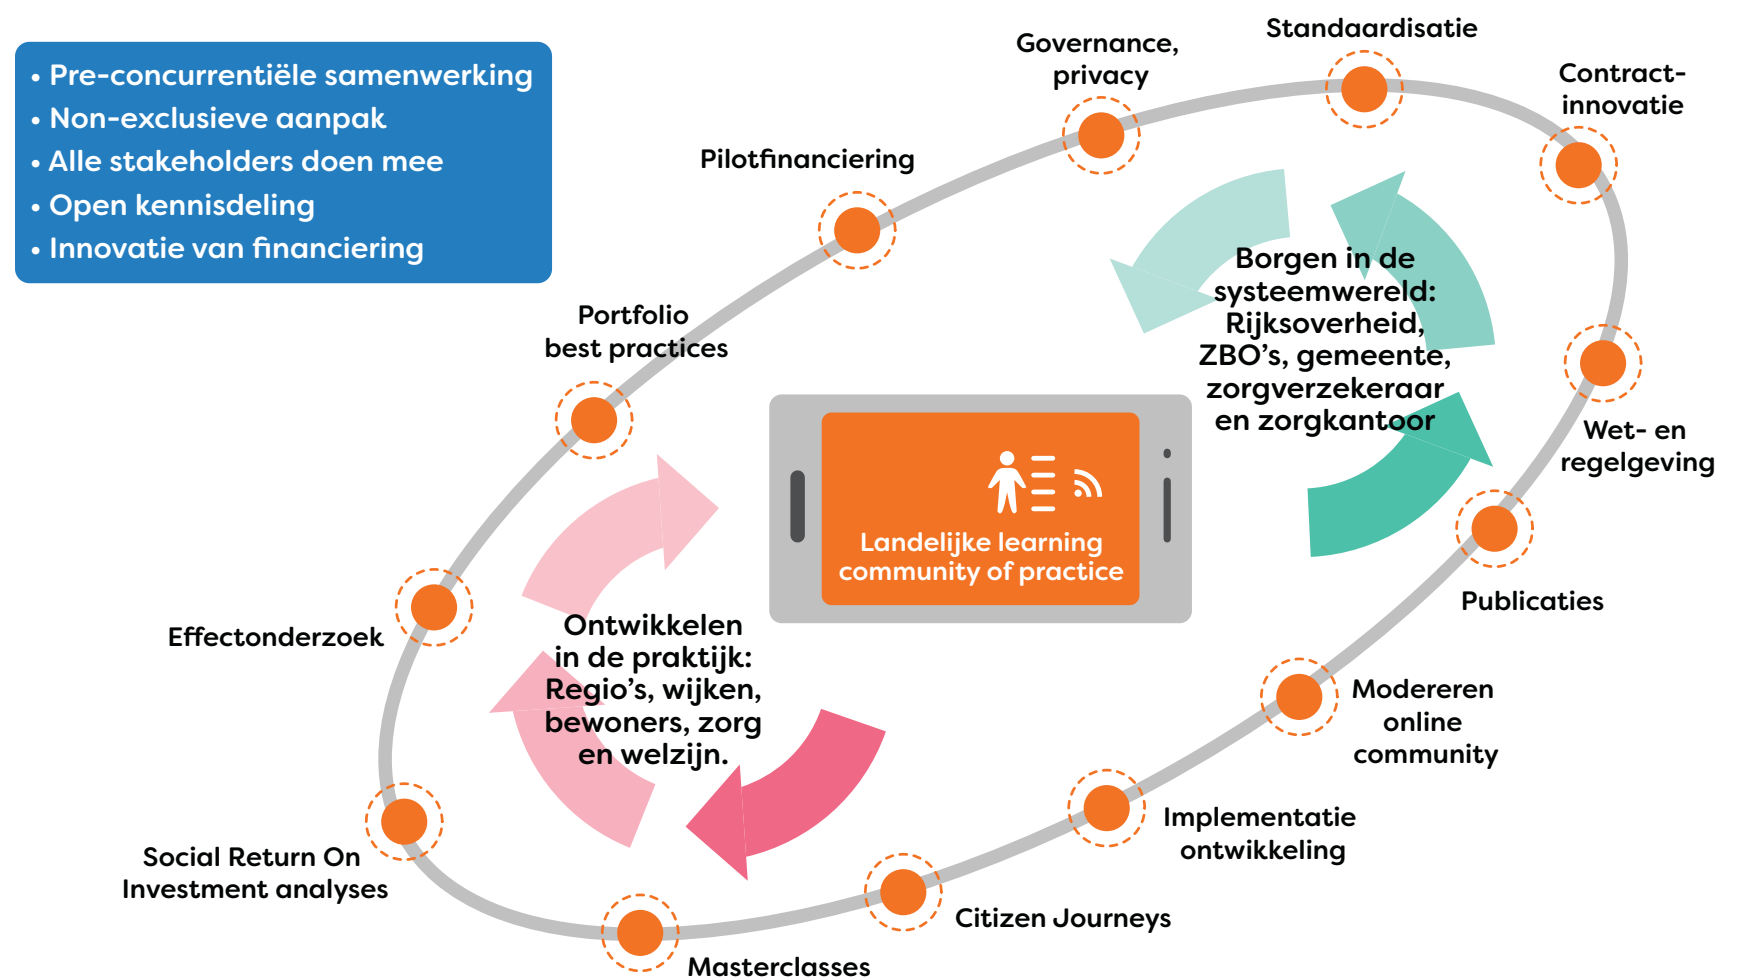 • Pre-concurrentiële samenwerking
• Non-exclusieve aanpak
• Alle stakeholders doen mee
• Open kennisdeling
• Innovatie van financiering
Standaardisatie
Governance,
privacy
Contract-
innovatie
Pilotfinanciering
Portfolio
best practices
Borgen in de
systeemwereld:
Rijksoverheid,
ZBO’s, gemeente,
zorgverzekeraar
en zorgkantoor
Wet- en
regelgeving
Landelijke learning
community of practice
Publicaties
Effectonderzoek
Ontwikkelen
in de praktijk:
Regio’s, wijken,
bewoners, zorg
en welzijn.
Modereren
online
community
Implementatie
ontwikkeling
Social Return On
Investment analyses
Citizen Journeys
Masterclasses